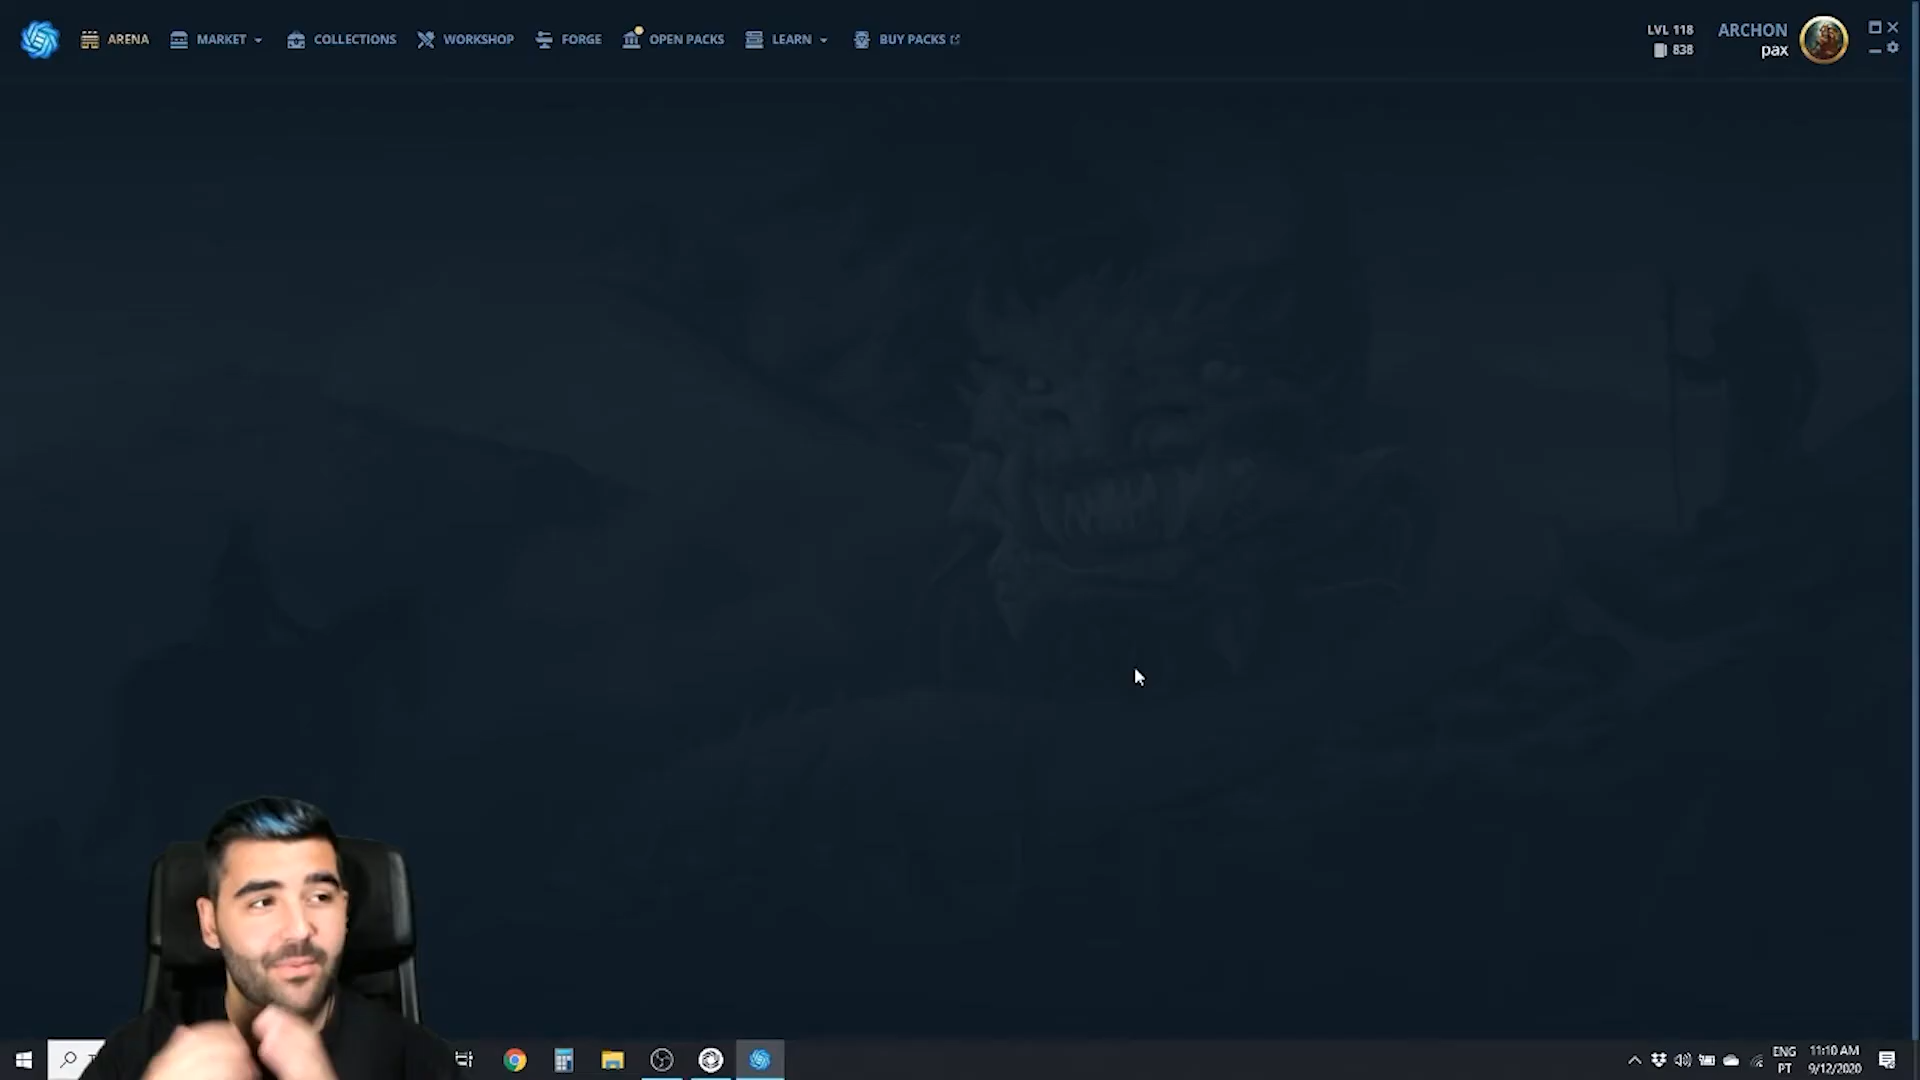 ARENA
MARKET
COLLECTIONS
WORKSHOP
FORGE
OPEN PACKS
LEARN
BUY PACKS
LVL 118
838
ARCHON
pax
ENG
PT
11:10 AM
9/12/2020